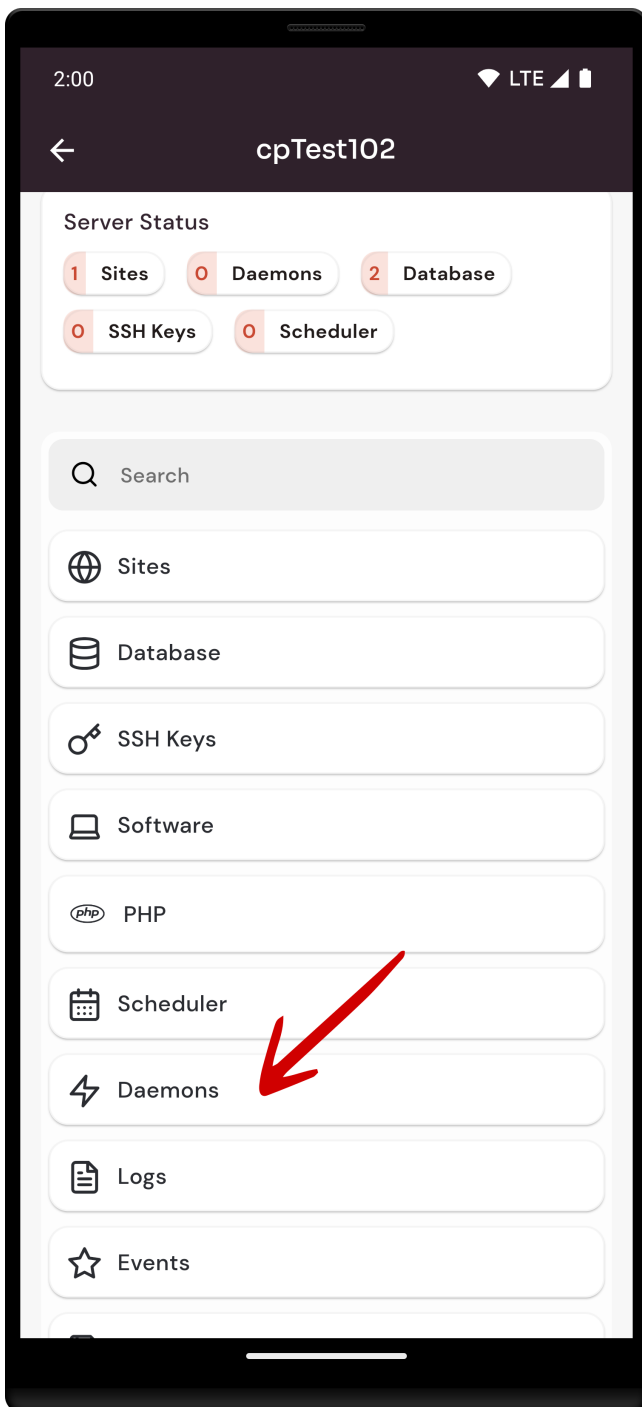 2:00 LTE
cpTest102
Server Status
1 Sites 0 Daemons 2 Database
0 SSH Keys 0 Scheduler
Search
Sites
Database
SSH Keys
Software
php PHP
Scheduler
Daemons
Logs
Events